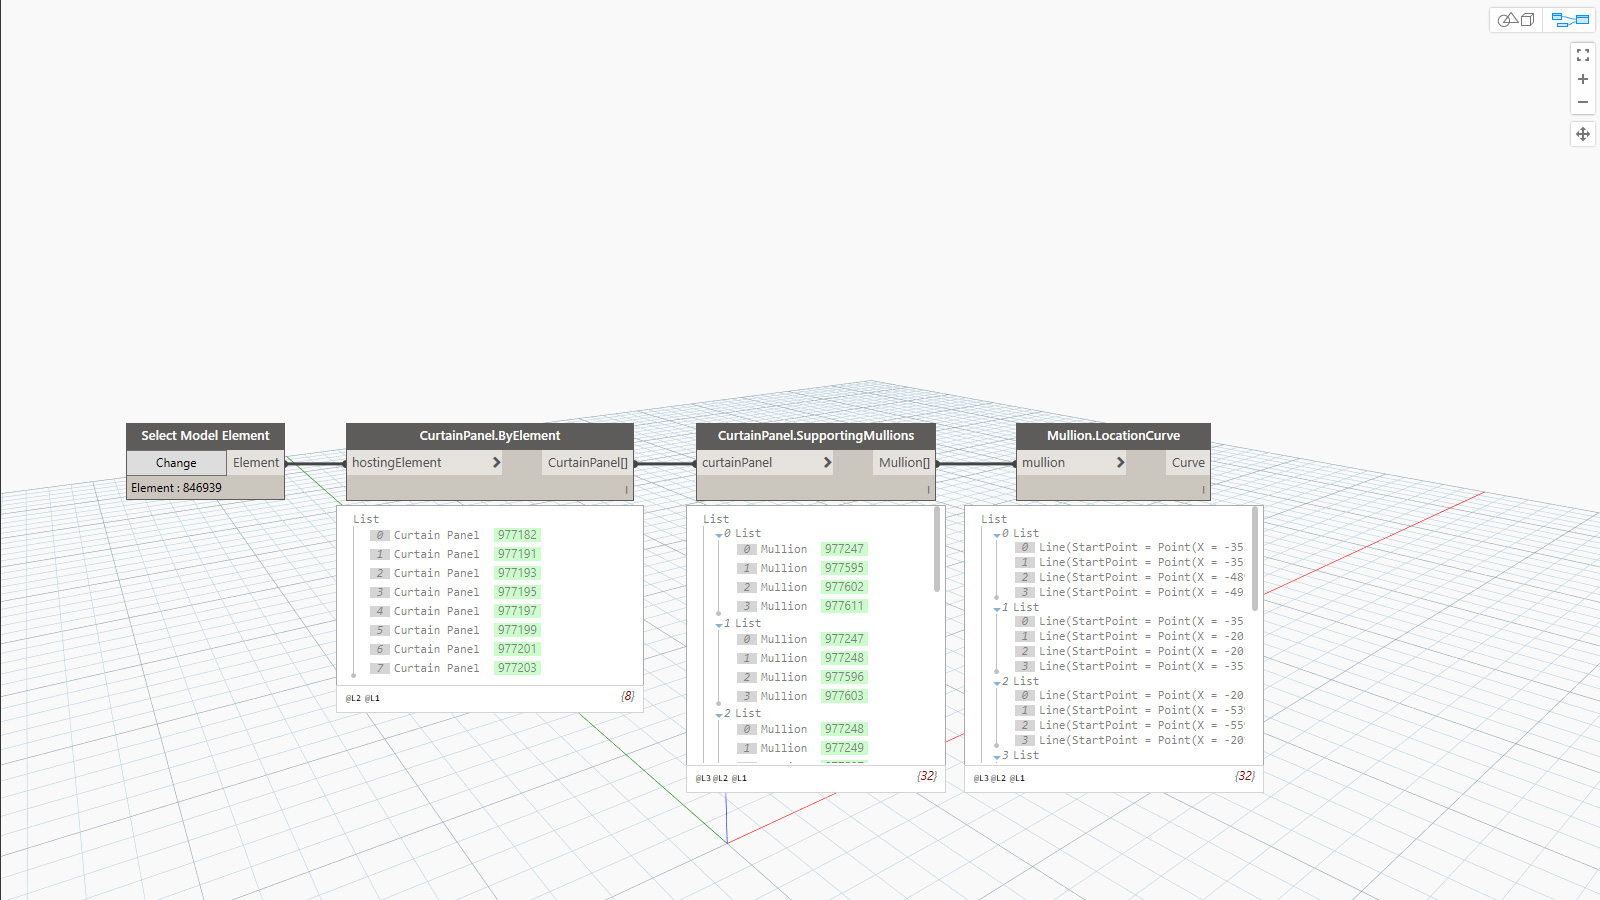 Select Model Element
Change
Element
Element : 846939
CurtainPanel.ByElement
hostingElement
CurtainPanel[]
CurtainPanel.SupportingMullions
curtainPanel
Mullion[]
Mullion.LocationCurve
mullion
Curve
List
0 Curtain Panel 977182
1 Curtain Panel 977191
2 Curtain Panel 977193
3 Curtain Panel 977195
4 Curtain Panel 977197
5 Curtain Panel 977199
6 Curtain Panel 977201
7 Curtain Panel 977203
@L2 @L1
{8}
List
0 List
0 Mullion 977247
1 Mullion 977595
2 Mullion 977602
3 Mullion 977611
1 List
0 Mullion 977247
1 Mullion 977248
2 Mullion 977596
3 Mullion 977603
2 List
0 Mullion 977248
1 Mullion 977249
@L3 @L2 @L1
{32}
List
0 List
0 Line(StartPoint = Point(X = -35
1 Line(StartPoint = Point(X = -35
2 Line(StartPoint = Point(X = -48
3 Line(StartPoint = Point(X = -49
1 List
0 Line(StartPoint = Point(X = -35
1 Line(StartPoint = Point(X = -20
2 Line(StartPoint = Point(X = -20
3 Line(StartPoint = Point(X = -35
2 List
0 Line(StartPoint = Point(X = -20
1 Line(StartPoint = Point(X = -53
2 Line(StartPoint = Point(X = -55
3 Line(StartPoint = Point(X = -20
3 List
@L3 @L2 @L1
{32}